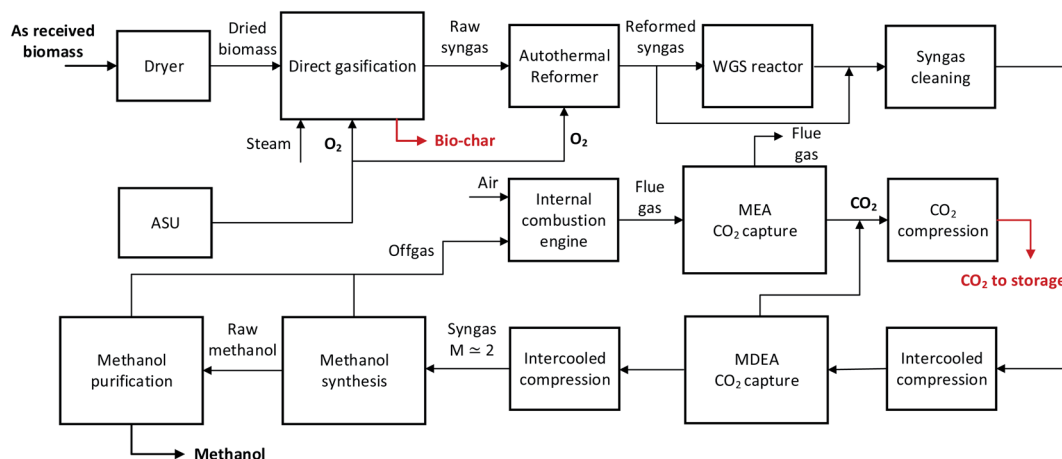 As received
biomass
Dryer
Dried
biomass
Direct gasification
Raw
syngas
Autothermal
Reformer
Reformed
syngas
WGS reactor
Syngas
cleaning
Steam
O₂
Bio-char
O₂
Flue
gas
ASU
Air
Internal
combustion
engine
Flue
gas
MEA
CO₂ capture
CO₂
CO₂
compression
Offgas
CO₂ to storage
Methanol
purification
Raw
methanol
Methanol
synthesis
Syngas
M ≃ 2
Intercooled
compression
MDEA
CO₂ capture
Intercooled
compression
Methanol